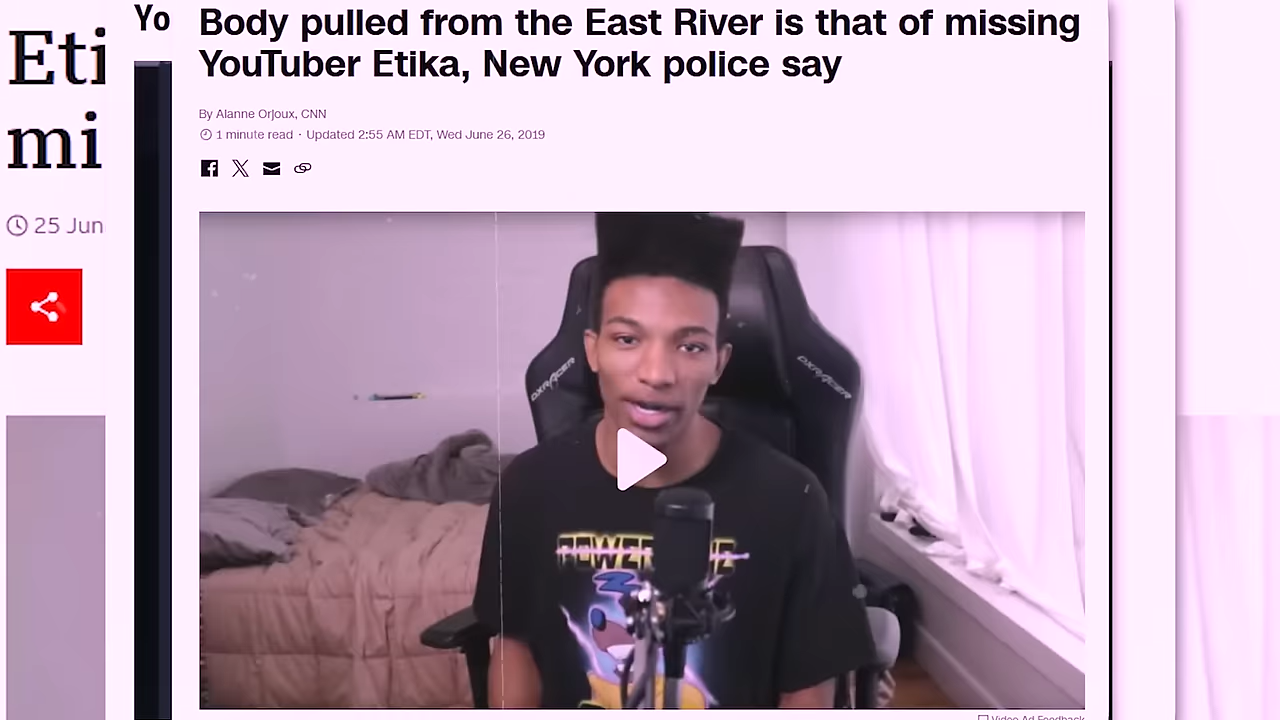 Eti
mi
25 Jun
Yo
Body pulled from the East River is that of missing
YouTuber Etika, New York police say
By Alanne Orjoux, CNN
1 minute read · Updated 2:55 AM EDT, Wed June 26, 2019
DXRACER
DXRACER
Video Ad Feedback